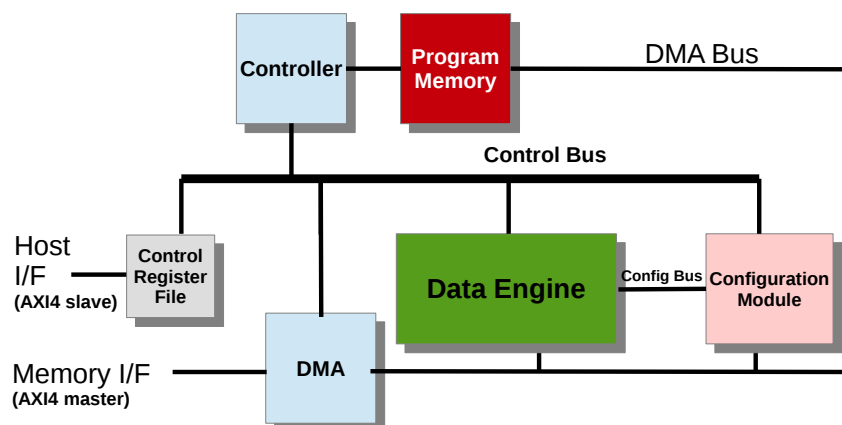 Controller
Program
Memory
DMA Bus
Control Bus
Host
I/F
(AXI4 slave)
Control
Register
File
Data Engine
Config Bus
Configuration
Module
Memory I/F
(AXI4 master)
DMA